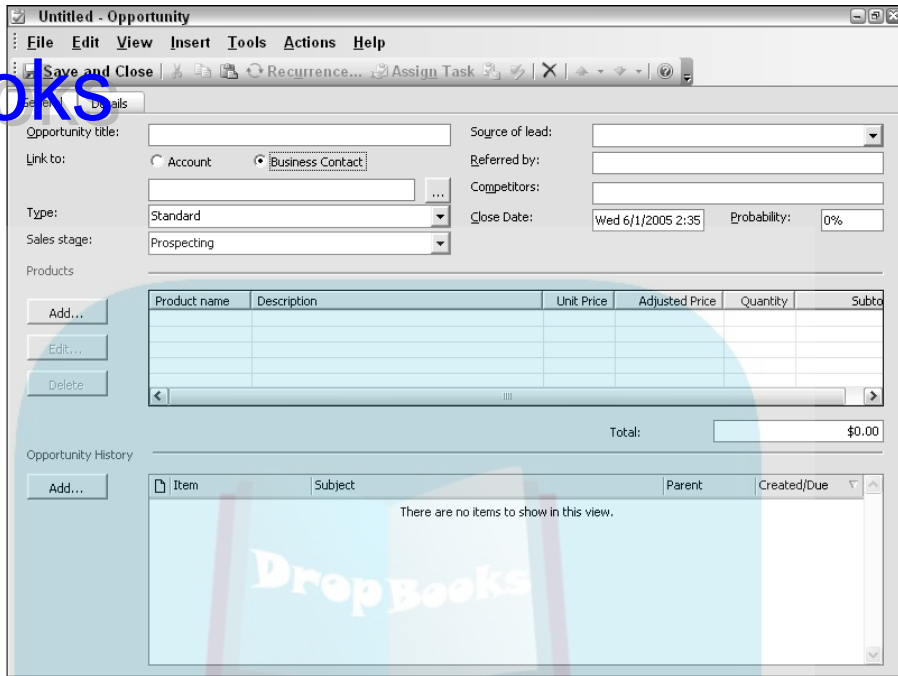 Untitled - Opportunity
File Edit View Insert Tools Actions Help
Save and Close Recurrence... Assign Task
General Details
Opportunity title: Source of lead:
Link to: Account Business Contact Referred by:
... Competitors:
Type: Standard Close Date: Wed 6/1/2005 2:35 Probability: 0%
Sales stage: Prospecting
Products
Product name Description Unit Price Adjusted Price Quantity Subto
Add...
Edit...
Delete
Total: $0.00
Opportunity History
Add... Item Subject Parent Created/Due
There are no items to show in this view.
DropBooks